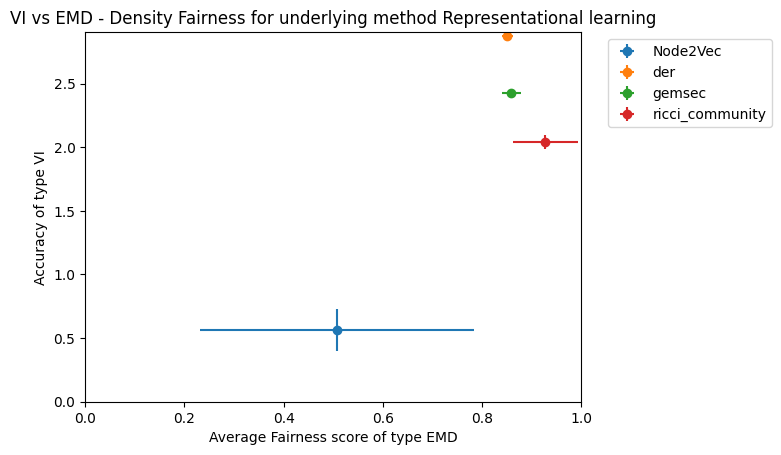 VI vs EMD - Density Fairness for underlying method Representational learning
Node2Vec
der
gemsec
ricci_community
Accuracy of type VI
2.5
2.0
1.5
1.0
0.5
0.0
0.0 0.2 0.4 0.6 0.8 1.0
Average Fairness score of type EMD